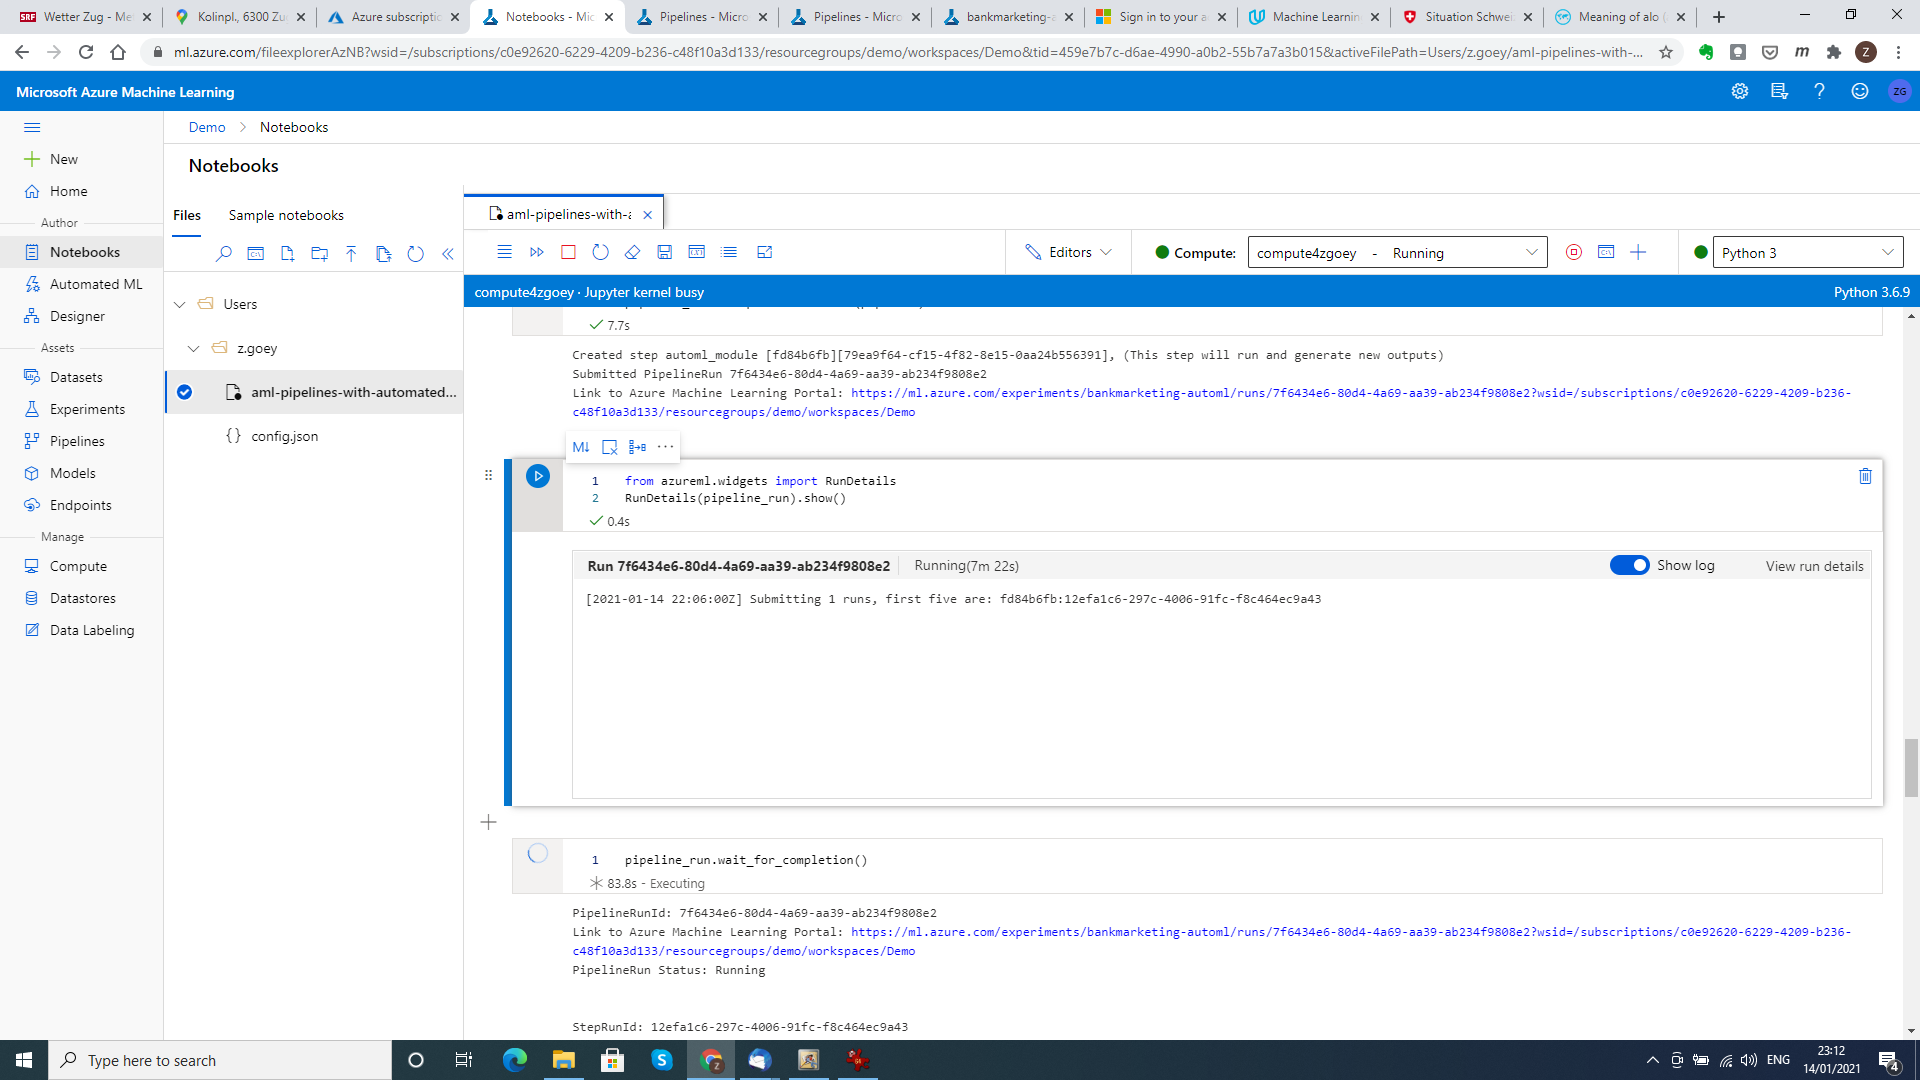 Wetter Zug - Me
Kolinpl., 6300 Zu
Azure subscriptio
Notebooks - Mic
Pipelines - Micro
Pipelines - Micro
bankmarketing-a
Sign in to your a
Machine Learnin
Situation Schwei
Meaning of alo (
ml.azure.com/fileexplorerAzNB?wsid=/subscriptions/c0e92620-6229-4209-b236-c48f10a3d133/resourcegroups/demo/workspaces/Demo&tid=459e7b7c-d6ae-4990-a0b2-55b7a7a3b015&activeFilePath=Users/z.goey/aml-pipelines-with-...
Microsoft Azure Machine Learning
ZG
Demo > Notebooks
New
Notebooks
Home
Author
Files
Sample notebooks
aml-pipelines-with-a
Notebooks
Editors
Compute:
compute4zgoey - Running
Python 3
Automated ML
compute4zgoey · Jupyter kernel busy
Python 3.6.9
Users
Designer
7.7s
Assets
z.goey
Created step automl_module [fd84b6fb][79ea9f64-cf15-4f82-8e15-0aa24b556391], (This step will run and generate new outputs)
Submitted PipelineRun 7f6434e6-80d4-4a69-aa39-ab234f9808e2
Datasets
Link to Azure Machine Learning Portal: https://ml.azure.com/experiments/bankmarketing-automl/runs/7f6434e6-80d4-4a69-aa39-ab234f9808e2?wsid=/subscriptions/c0e92620-6229-4209-b236-
c48f10a3d133/resourcegroups/demo/workspaces/Demo
aml-pipelines-with-automated...
Experiments
config.json
Pipelines
M↓
Models
1 from azureml.widgets import RunDetails
2 RunDetails(pipeline_run).show()
Endpoints
0.4s
Manage
Compute
Run 7f6434e6-80d4-4a69-aa39-ab234f9808e2
Running(7m 22s)
Show log
View run details
Datastores
[2021-01-14 22:06:00Z] Submitting 1 runs, first five are: fd84b6fb:12efa1c6-297c-4006-91fc-f8c464ec9a43
Data Labeling
1 pipeline_run.wait_for_completion()
83.8s - Executing
PipelineRunId: 7f6434e6-80d4-4a69-aa39-ab234f9808e2
Link to Azure Machine Learning Portal: https://ml.azure.com/experiments/bankmarketing-automl/runs/7f6434e6-80d4-4a69-aa39-ab234f9808e2?wsid=/subscriptions/c0e92620-6229-4209-b236-
c48f10a3d133/resourcegroups/demo/workspaces/Demo
PipelineRun Status: Running
StepRunId: 12efa1c6-297c-4006-91fc-f8c464ec9a43
Type here to search
ENG
23:12
14/01/2021
4